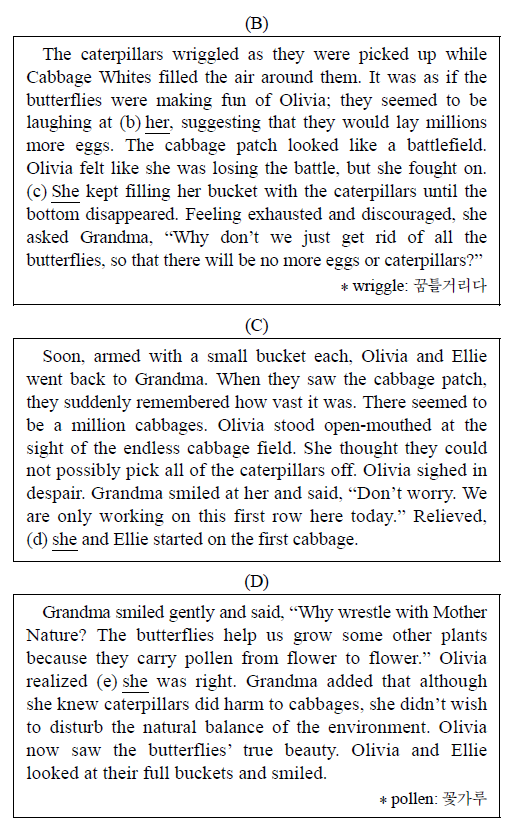 (B)
The caterpillars wriggled as they were picked up while
Cabbage Whites filled the air around them. It was as if the
butterflies were making fun of Olivia; they seemed to be
laughing at (b) her, suggesting that they would lay millions
more eggs. The cabbage patch looked like a battlefield.
Olivia felt like she was losing the battle, but she fought on.
(c) She kept filling her bucket with the caterpillars until the
bottom disappeared. Feeling exhausted and discouraged, she
asked Grandma, “Why don’t we just get rid of all the
butterflies, so that there will be no more eggs or caterpillars?”
* wriggle: 꿈틀거리다
(C)
Soon, armed with a small bucket each, Olivia and Ellie
went back to Grandma. When they saw the cabbage patch,
they suddenly remembered how vast it was. There seemed to
be a million cabbages. Olivia stood open-mouthed at the
sight of the endless cabbage field. She thought they could
not possibly pick all of the caterpillars off. Olivia sighed in
despair. Grandma smiled at her and said, “Don’t worry. We
are only working on this first row here today.” Relieved,
(d) she and Ellie started on the first cabbage.
(D)
Grandma smiled gently and said, “Why wrestle with Mother
Nature? The butterflies help us grow some other plants
because they carry pollen from flower to flower.” Olivia
realized (e) she was right. Grandma added that although
she knew caterpillars did harm to cabbages, she didn’t wish
to disturb the natural balance of the environment. Olivia
now saw the butterflies’ true beauty. Olivia and Ellie
looked at their full buckets and smiled.
* pollen: 꽃가루